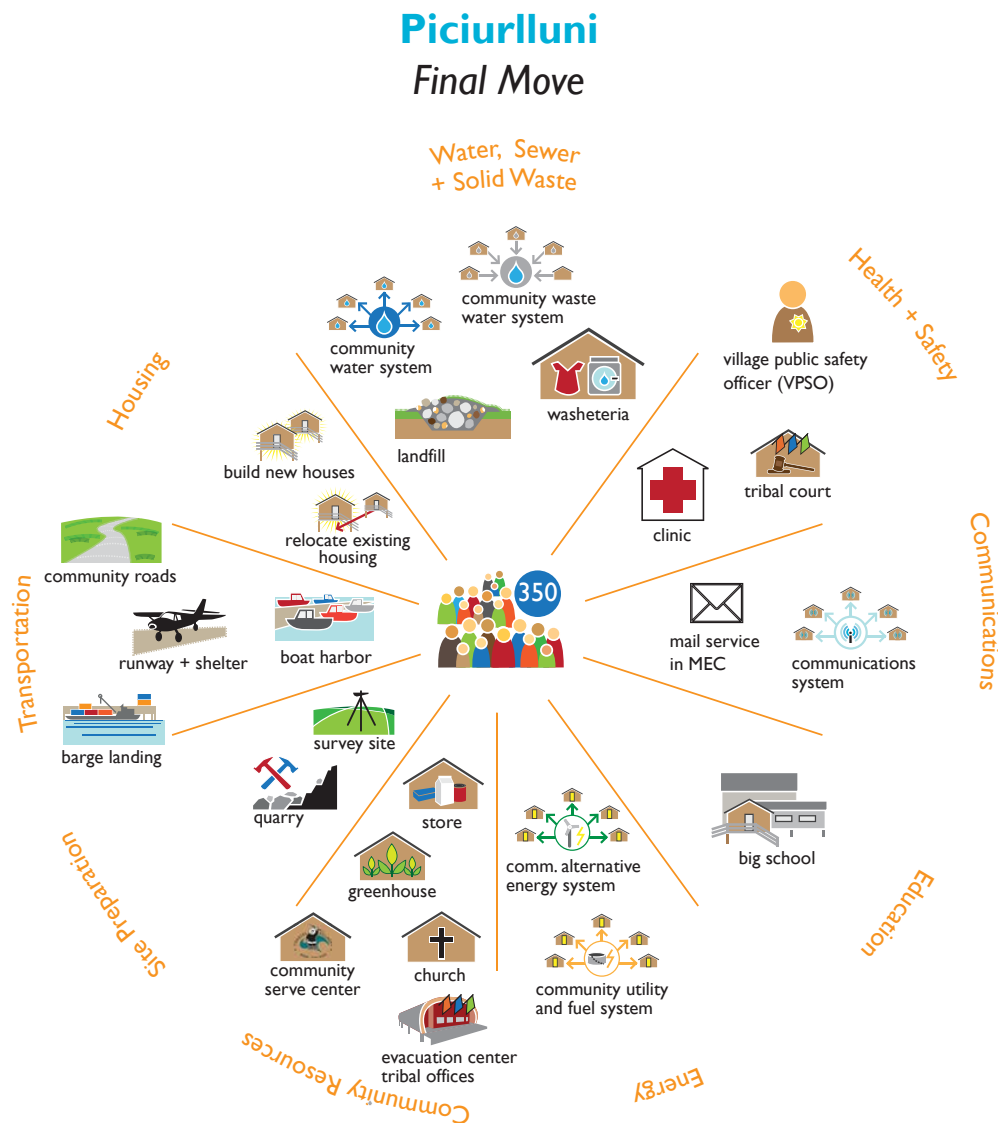 Piciurlluni
Final Move
Water, Sewer
+ Solid Waste
community waste
water system
community
water system
washeteria
landfill
Health + Safety
village public safety
officer (VPSO)
tribal court
clinic
Communications
mail service
in MEC
communications
system
Education
big school
Energy
comm. alternative
energy system
community utility
and fuel system
Community Resources
store
greenhouse
community
serve center
church
evacuation center
tribal offices
Site Preparation
survey site
quarry
Transportation
community roads
runway + shelter
boat harbor
barge landing
Housing
build new houses
relocate existing
housing
350